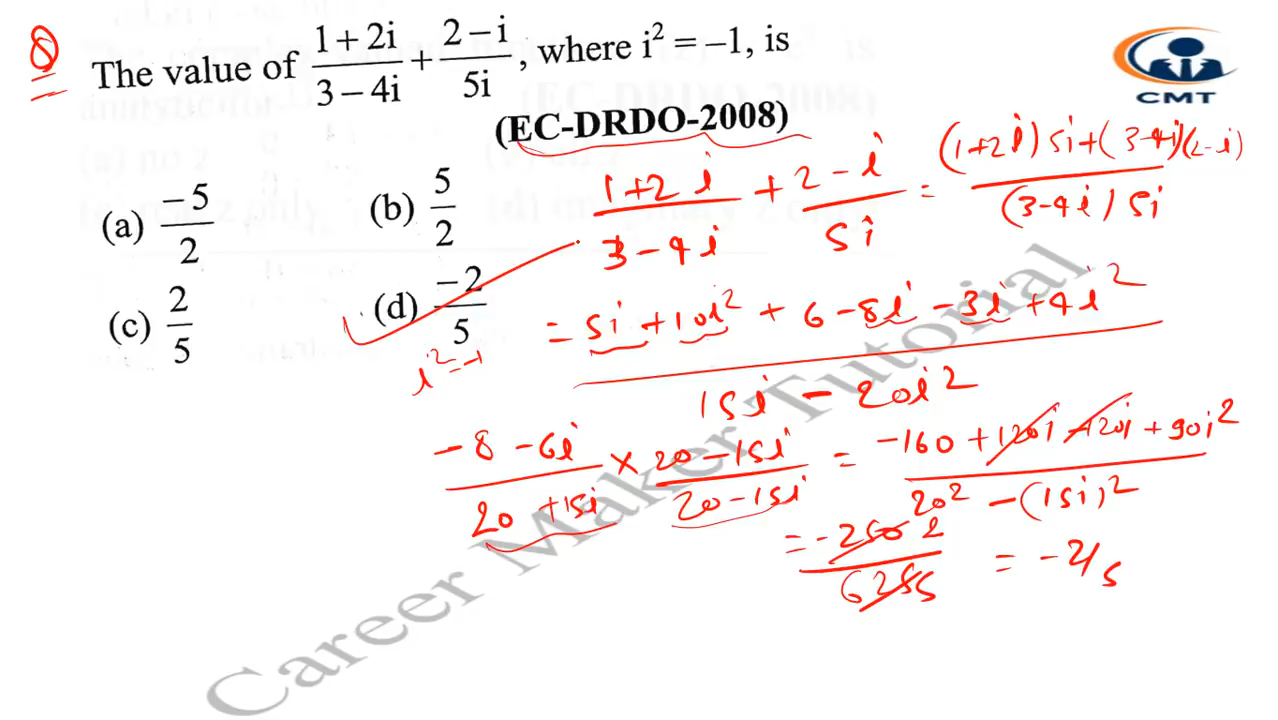 Q
The value of (1 + 2i)/(3 – 4i) + (2 – i)/5i, where i² = –1, is
(EC-DRDO-2008)
CMT
(a) –5/2 (b) 5/2
(c) 2/5 (d) –2/5
i² = -1
(1+2i)/(3-4i) + (2-i)/5i = ((1+2i)5i+(3-4i)(2-i))/((3-4i)5i)
= (5i+10i² + 6 -8i -3i +4i²)/(15i - 20i²)
(-8 -6i)/(20 +15i) × (20 -15i)/(20 -15i) = (-160 +120i -120i +90i²)/(20² -(15i)²)
= -250 2/625 5 = -2/5
Career Maker Tutorial